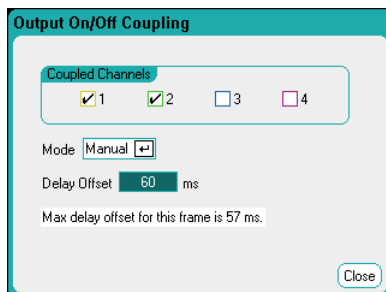 Output On/Off Coupling
Coupled Channels
1 2 3 4
Mode Manual
Delay Offset 60 ms
Max delay offset for this frame is 57 ms.
Close